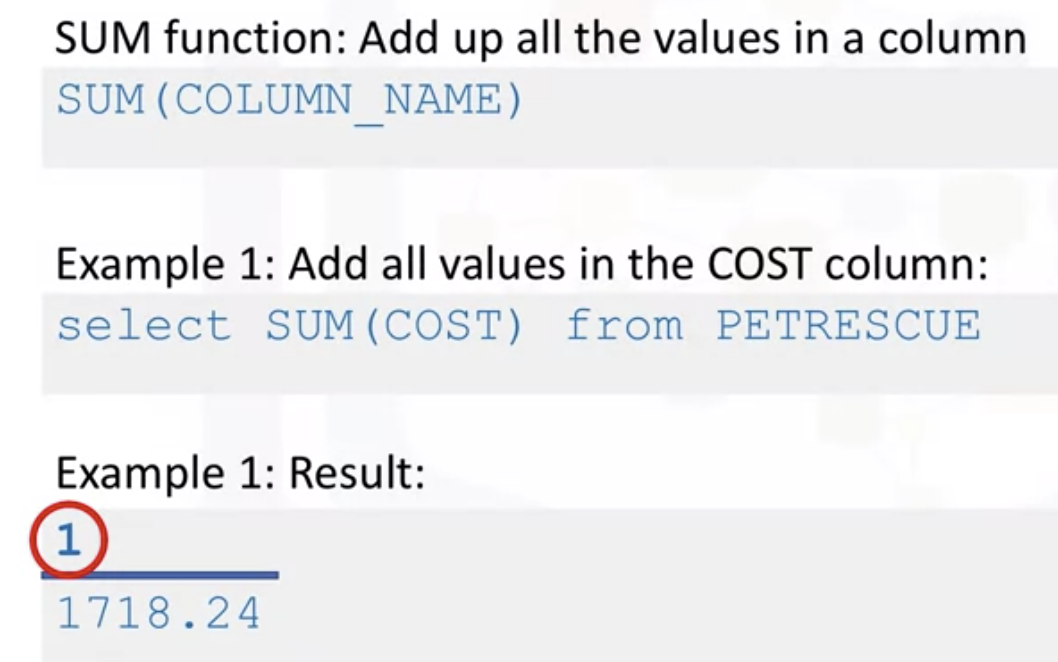 SUM function: Add up all the values in a column
SUM(COLUMN_NAME)
Example 1: Add all values in the COST column:
select SUM(COST) from PETRESCUE
Example 1: Result:
1
1718.24